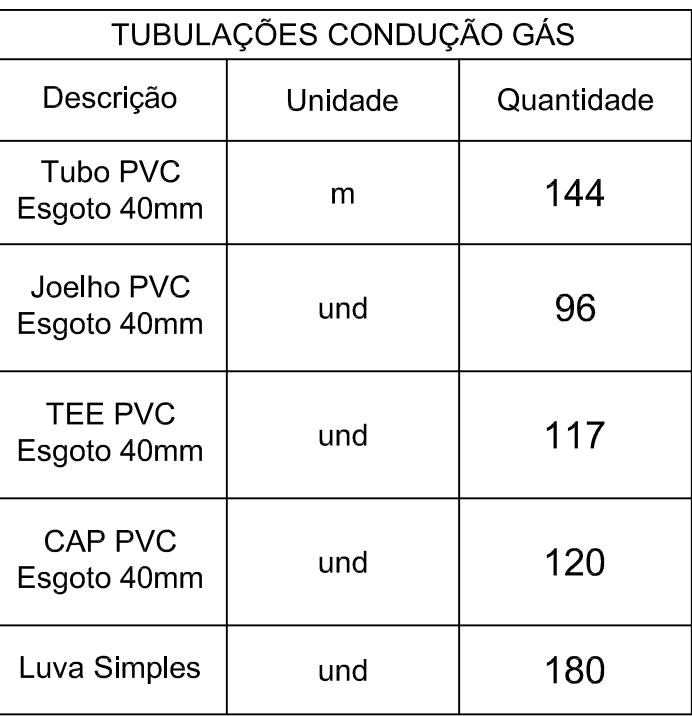 TUBULAÇÕES CONDUÇÃO GÁS
Descrição Unidade Quantidade
Tubo PVC
Esgoto 40mm m 144
Joelho PVC
Esgoto 40mm und 96
TEE PVC
Esgoto 40mm und 117
CAP PVC
Esgoto 40mm und 120
Luva Simples und 180